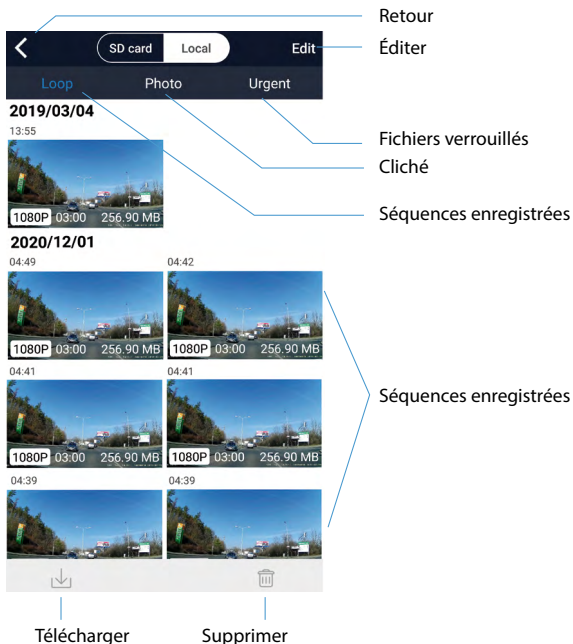 Retour
SD card Local Edit
Éditer
Loop Photo Urgent
2019/03/04
13:55
Fichiers verrouillés
Cliché
1080P 03:00 256.90 MB
Séquences enregistrées
2020/12/01
04:49 04:42
1080P 03:00 256.90 MB 1080P 03:00 256.90 MB
04:41 04:41
Séquences enregistrées
1080P 03:00 256.90 MB 1080P 03:00 256.90 MB
04:39 04:39
Télécharger Supprimer